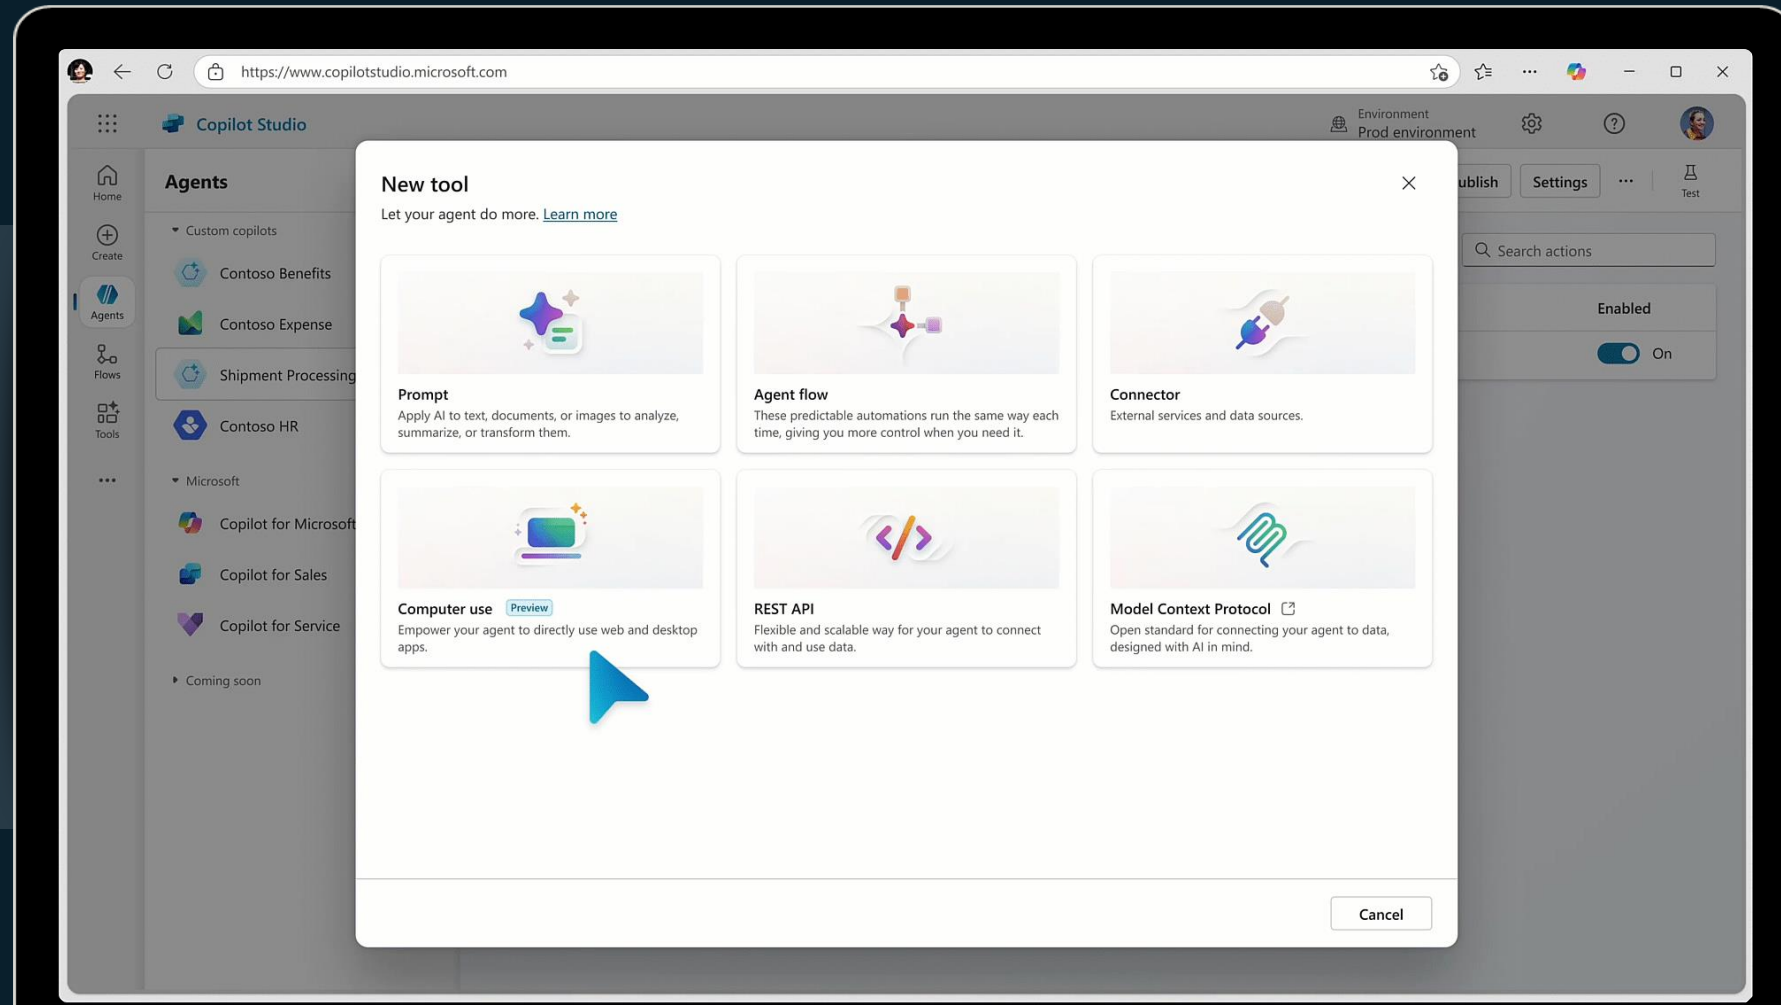 https://www.copilotstudio.microsoft.com
Copilot Studio
Environment
Prod environment
Home
Create
Agents
Flows
Tools
Agents
Custom copilots
Contoso Benefits
Contoso Expense
Shipment Processing
Contoso HR
Microsoft
Copilot for Microsoft
Copilot for Sales
Copilot for Service
Coming soon
ublish
Settings
Test
Search actions
Enabled
On
New tool
Let your agent do more. Learn more
Prompt
Apply AI to text, documents, or images to analyze,
summarize, or transform them.
Agent flow
These predictable automations run the same way each
time, giving you more control when you need it.
Connector
External services and data sources.
Computer use Preview
Empower your agent to directly use web and desktop
apps.
REST API
Flexible and scalable way for your agent to connect
with and use data.
Model Context Protocol
Open standard for connecting your agent to data,
designed with AI in mind.
Cancel